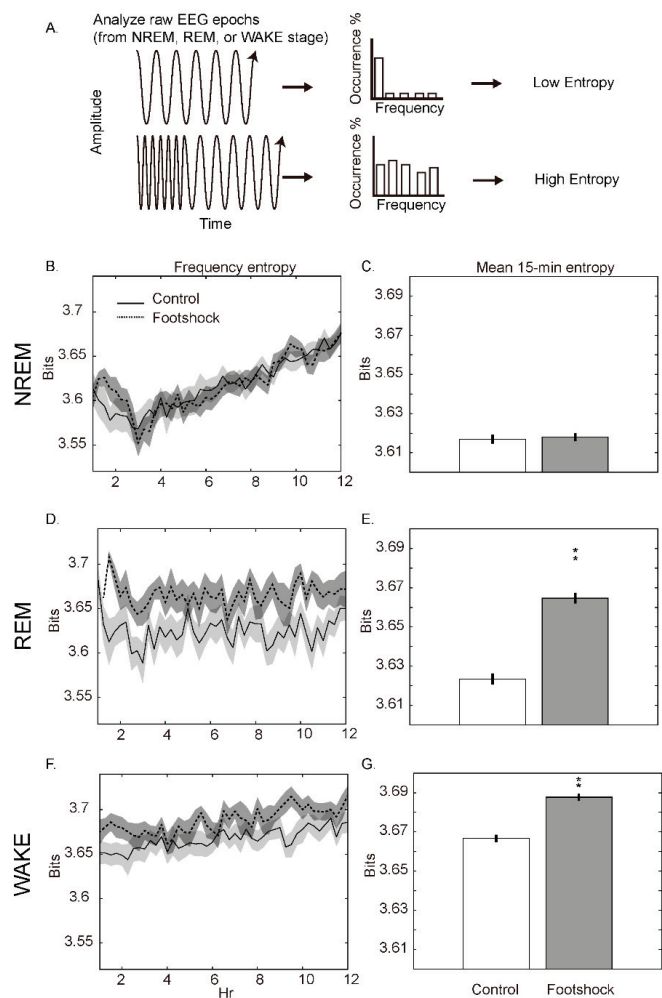 A.
Analyze raw EEG epochs
(from NREM, REM, or WAKE stage)
Amplitude
Time
Occurrence %
Frequency
Low Entropy
Occurrence %
Frequency
High Entropy
B.
Frequency entropy
C.
Mean 15-min entropy
NREM
Bits
3.7
3.65
3.6
3.55
Control
Footshock
2 4 6 8 10 12
Bits
3.69
3.67
3.65
3.63
3.61
D.
E.
REM
Bits
3.7
3.65
3.6
3.55
2 4 6 8 10 12
Bits
3.69
3.67
3.65
3.63
3.61
**
F.
G.
WAKE
Bits
3.7
3.65
3.6
3.55
2 4 6 8 10 12
Hr
Bits
3.69
3.67
3.65
3.63
3.61
**
Control Footshock